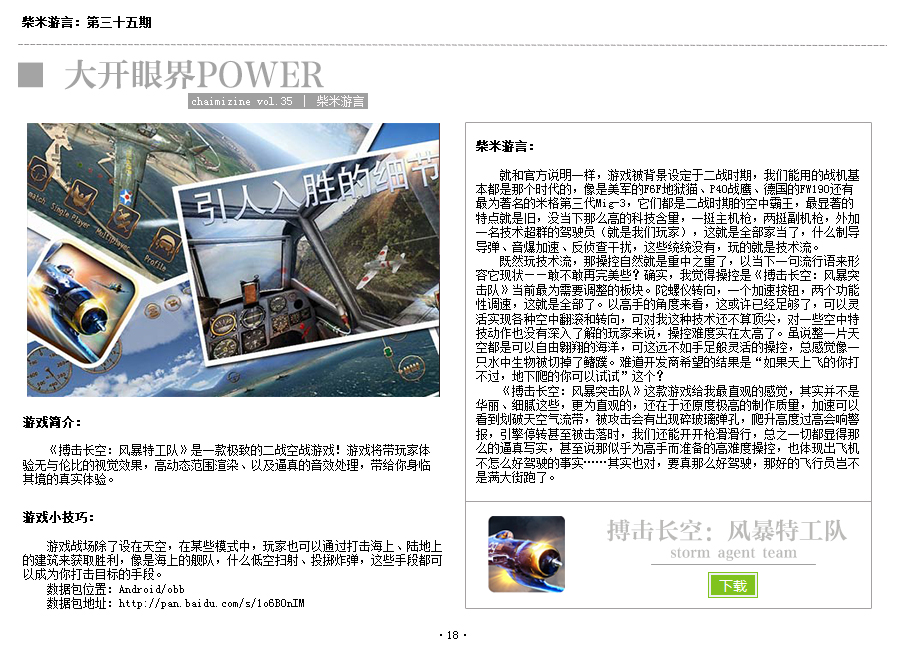 柴米游言：第三十五期
大开眼界POWER
chaimizine vol.35 | 柴米游言
引人入胜的细节
match Single Player Multiplayer
Profile
游戏简介：
《搏击长空：风暴特工队》是一款极致的二战空战游戏！游戏将带玩家体
验无与伦比的视觉效果，高动态范围渲染、以及逼真的音效处理，带给你身临
其境的真实体验。
游戏小技巧：
游戏战场除了设在天空，在某些模式中，玩家也可以通过打击海上、陆地上
的建筑来获取胜利，像是海上的舰队，什么低空扫射、投掷炸弹，这些手段都可
以成为你打击目标的手段。
数据包位置：Android/obb
数据包地址：http://pan.baidu.com/s/1o6BOnIM
柴米游言：
就和官方说明一样，游戏被背景设定于二战时期，我们能用的战机基
本都是那个时代的，像是美军的F6F地狱猫、P40战鹰、德国的FW190还有
最为著名的米格第三代Mig-3，它们都是二战时期的空中霸王，最显著的
特点就是旧，没当下那么高的科技含量，一挺主机枪，两挺副机枪，外加
一名技术超群的驾驶员（就是我们玩家），这就是全部家当了，什么制导
导弹、音爆加速、反侦查干扰，这些统统没有，玩的就是技术流。
既然玩技术流，那操控自然就是重中之重了，以当下一句流行语来形
容它现状——敢不敢再完美些？确实，我觉得操控是《搏击长空：风暴突
击队》当前最为需要调整的板块。陀螺仪转向，一个加速按钮，两个功能
性调速，这就是全部了。以高手的角度来看，这或许已经足够了，可以灵
活实现各种空中翻滚和转向，可对我这种技术还不算顶尖，对一些空中特
技动作也没有深入了解的玩家来说，操控难度实在太高了。虽说整一片天
空都是可以自由翱翔的海洋，可这远不如手足般灵活的操控，总感觉像一
只水中生物被切掉了鳍蹼。难道开发商希望的结果是“如果天上飞的你打
不过，地下爬的你可以试试”这个？
《搏击长空：风暴突击队》这款游戏给我最直观的感觉，其实并不是
华丽、细腻这些，更为直观的，还在于还原度极高的制作质量，加速可以
看到划破天空气流带，被攻击会有出现碎玻璃弹孔，爬升高度过高会响警
报，引擎停转甚至被击落时，我们还能开开枪滑滑行，总之一切都显得那
么的逼真写实，甚至说那似乎为高手而准备的高难度操控，也体现出飞机
不怎么好驾驶的事实……其实也对，要真那么好驾驶，那好的飞行员岂不
是满大街跑了。
搏击长空：风暴特工队
storm agent team
下载
· 18 ·